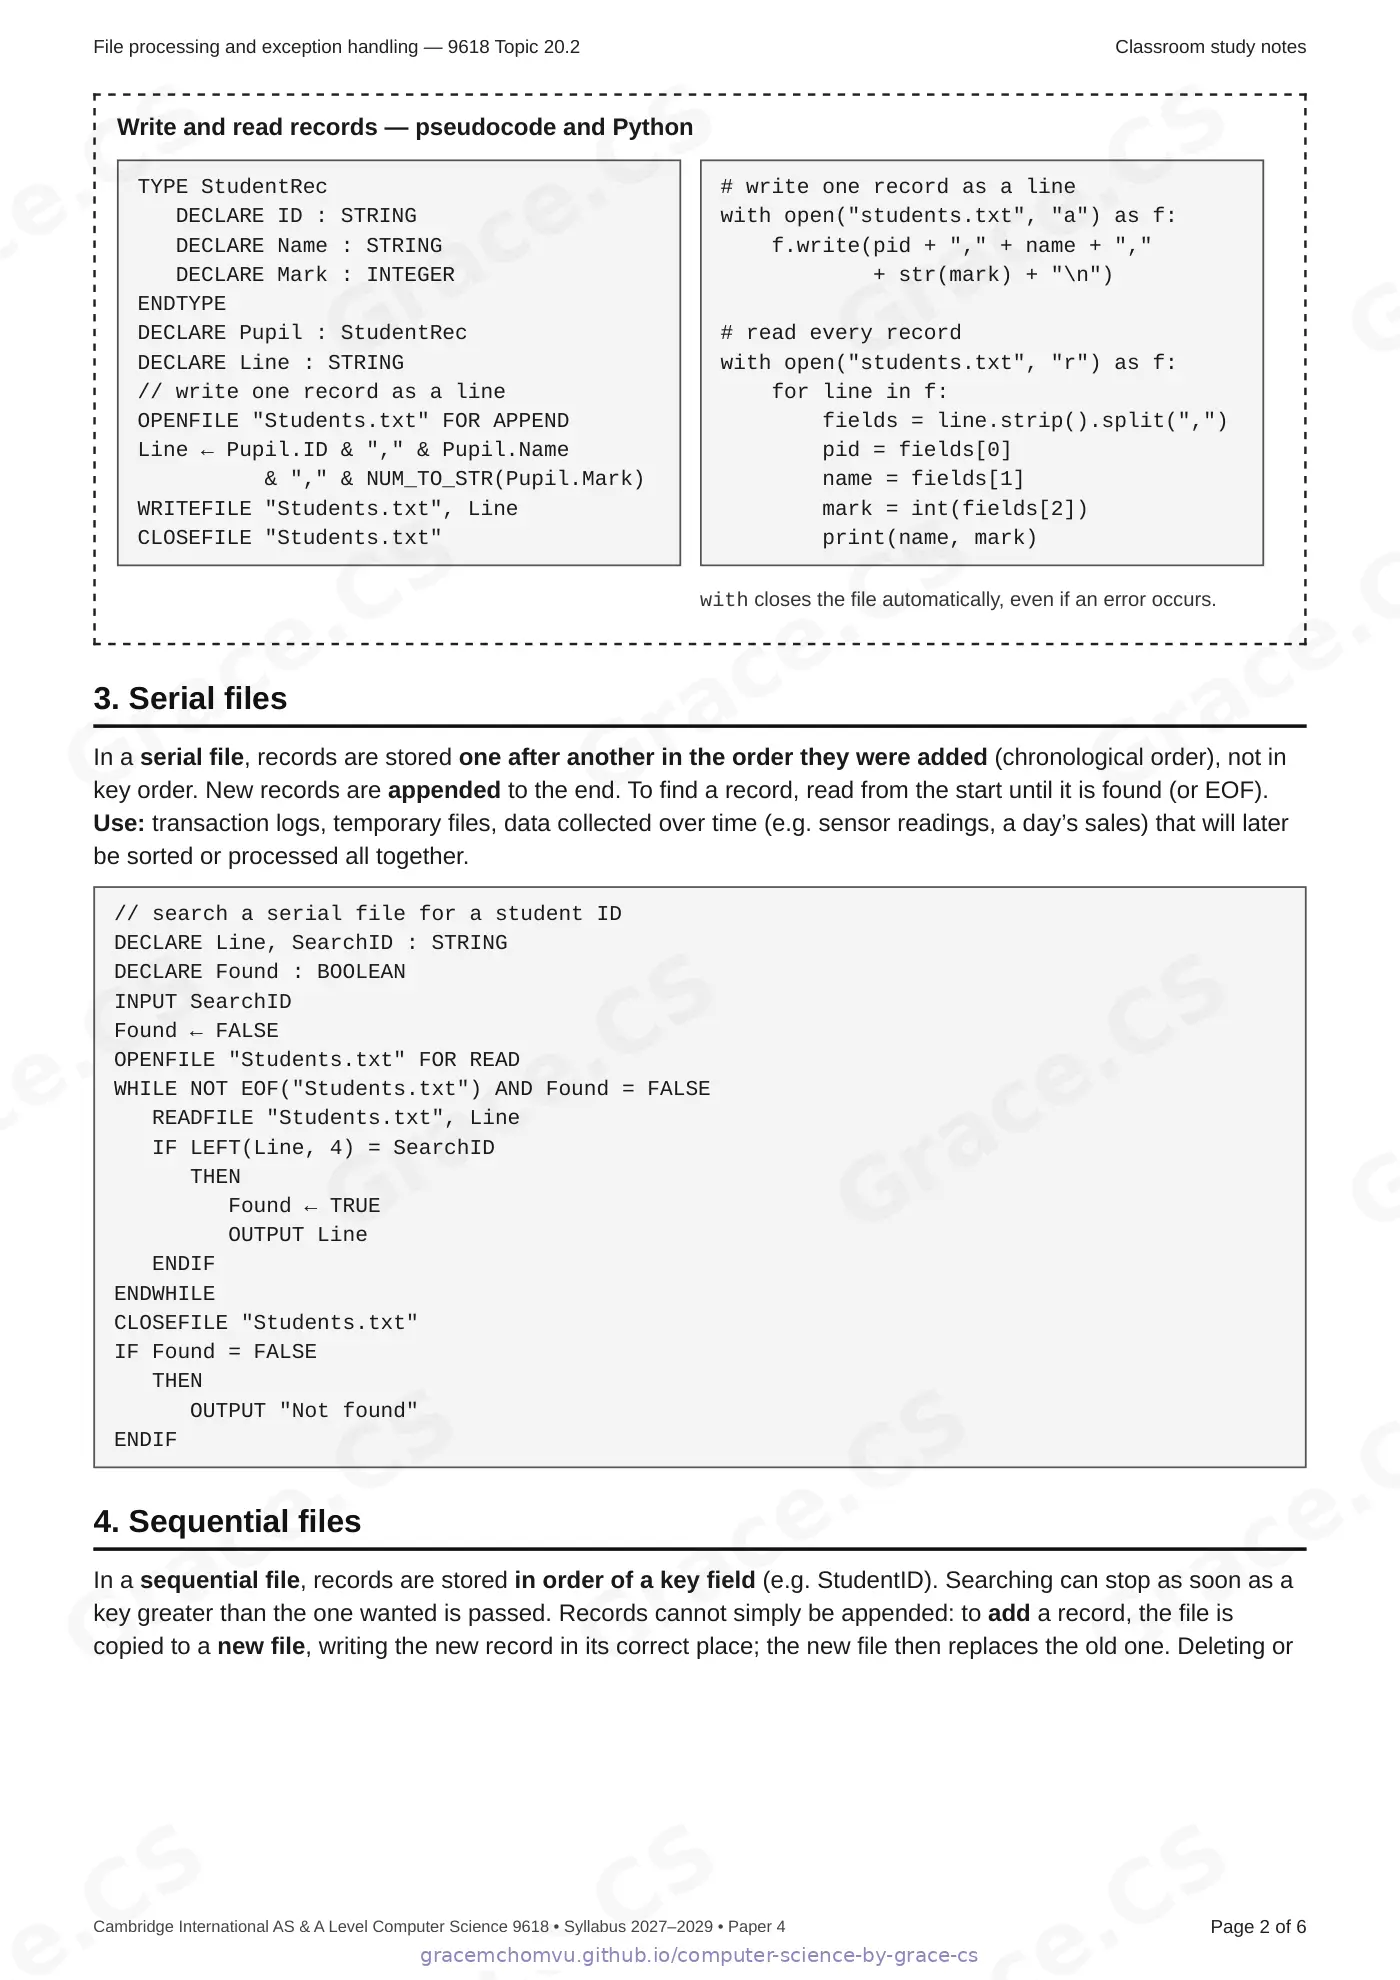 File processing and exception handling — 9618 Topic 20.2
Classroom study notes
Write and read records — pseudocode and Python
TYPE StudentRec
   DECLARE ID : STRING
   DECLARE Name : STRING
   DECLARE Mark : INTEGER
ENDTYPE
DECLARE Pupil : StudentRec
DECLARE Line : STRING
// write one record as a line
OPENFILE "Students.txt" FOR APPEND
Line ← Pupil.ID & "," & Pupil.Name
          & "," & NUM_TO_STR(Pupil.Mark)
WRITEFILE "Students.txt", Line
CLOSEFILE "Students.txt"
# write one record as a line
with open("students.txt", "a") as f:
    f.write(pid + "," + name + ","
            + str(mark) + "\n")
# read every record
with open("students.txt", "r") as f:
    for line in f:
        fields = line.strip().split(",")
        pid = fields[0]
        name = fields[1]
        mark = int(fields[2])
        print(name, mark)
with closes the file automatically, even if an error occurs.
3. Serial files
In a serial file, records are stored one after another in the order they were added (chronological order), not in
key order. New records are appended to the end. To find a record, read from the start until it is found (or EOF).
Use: transaction logs, temporary files, data collected over time (e.g. sensor readings, a day’s sales) that will later
be sorted or processed all together.
// search a serial file for a student ID
DECLARE Line, SearchID : STRING
DECLARE Found : BOOLEAN
INPUT SearchID
Found ← FALSE
OPENFILE "Students.txt" FOR READ
WHILE NOT EOF("Students.txt") AND Found = FALSE
   READFILE "Students.txt", Line
   IF LEFT(Line, 4) = SearchID
      THEN
         Found ← TRUE
         OUTPUT Line
   ENDIF
ENDWHILE
CLOSEFILE "Students.txt"
IF Found = FALSE
   THEN
      OUTPUT "Not found"
ENDIF
4. Sequential files
In a sequential file, records are stored in order of a key field (e.g. StudentID). Searching can stop as soon as a
key greater than the one wanted is passed. Records cannot simply be appended: to add a record, the file is
copied to a new file, writing the new record in its correct place; the new file then replaces the old one. Deleting or
Cambridge International AS & A Level Computer Science 9618 • Syllabus 2027–2029 • Paper 4
Page 2 of 6
gracemchomvu.github.io/computer-science-by-grace-cs
Grace.CS